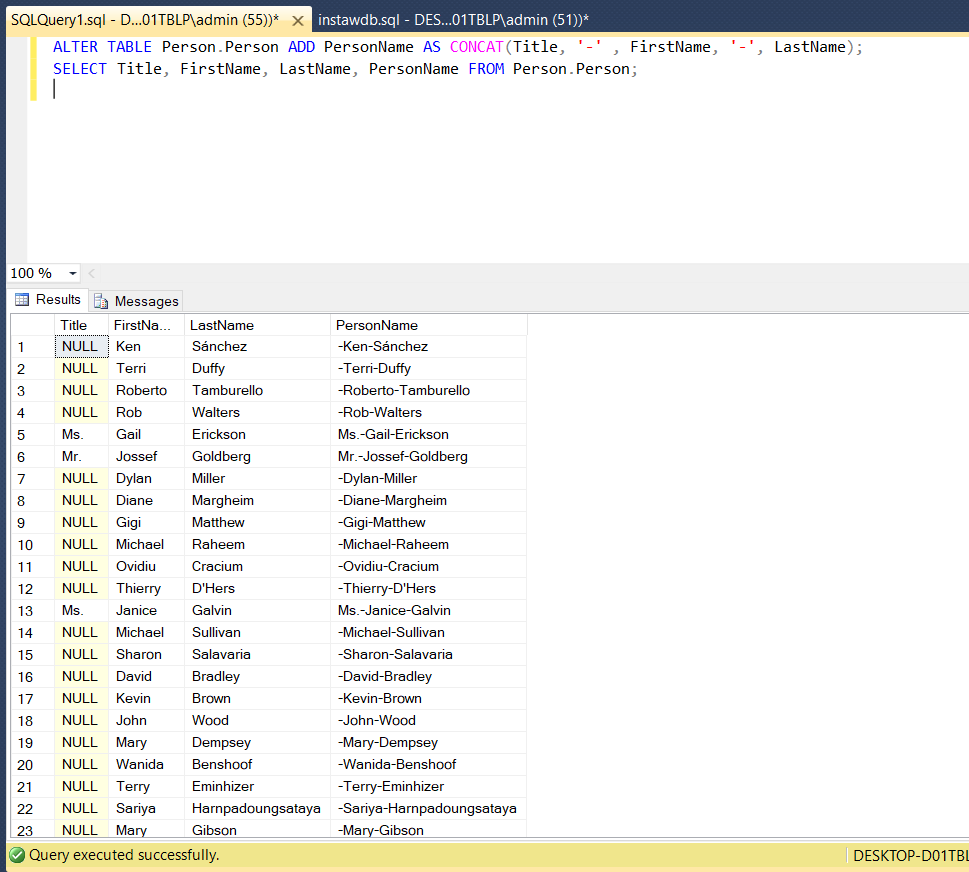 SQLQuery1.sql - D...01TBLP\admin (55))* instawdb.sql - DES...01TBLP\admin (51))*
ALTER TABLE Person.Person ADD PersonName AS CONCAT(Title, '-' , FirstName, '-', LastName);
SELECT Title, FirstName, LastName, PersonName FROM Person.Person;
100 %
Results Messages
Title FirstNa... LastName PersonName
1 NULL Ken Sánchez -Ken-Sánchez
2 NULL Terri Duffy -Terri-Duffy
3 NULL Roberto Tamburello -Roberto-Tamburello
4 NULL Rob Walters -Rob-Walters
5 Ms. Gail Erickson Ms.-Gail-Erickson
6 Mr. Jossef Goldberg Mr.-Jossef-Goldberg
7 NULL Dylan Miller -Dylan-Miller
8 NULL Diane Margheim -Diane-Margheim
9 NULL Gigi Matthew -Gigi-Matthew
10 NULL Michael Raheem -Michael-Raheem
11 NULL Ovidiu Cracium -Ovidiu-Cracium
12 NULL Thierry D'Hers -Thierry-D'Hers
13 Ms. Janice Galvin Ms.-Janice-Galvin
14 NULL Michael Sullivan -Michael-Sullivan
15 NULL Sharon Salavaria -Sharon-Salavaria
16 NULL David Bradley -David-Bradley
17 NULL Kevin Brown -Kevin-Brown
18 NULL John Wood -John-Wood
19 NULL Mary Dempsey -Mary-Dempsey
20 NULL Wanida Benshoof -Wanida-Benshoof
21 NULL Terry Eminhizer -Terry-Eminhizer
22 NULL Sariya Harnpadoungsataya -Sariya-Harnpadoungsataya
23 NULL Mary Gibson -Mary-Gibson
Query executed successfully. DESKTOP-D01TBL